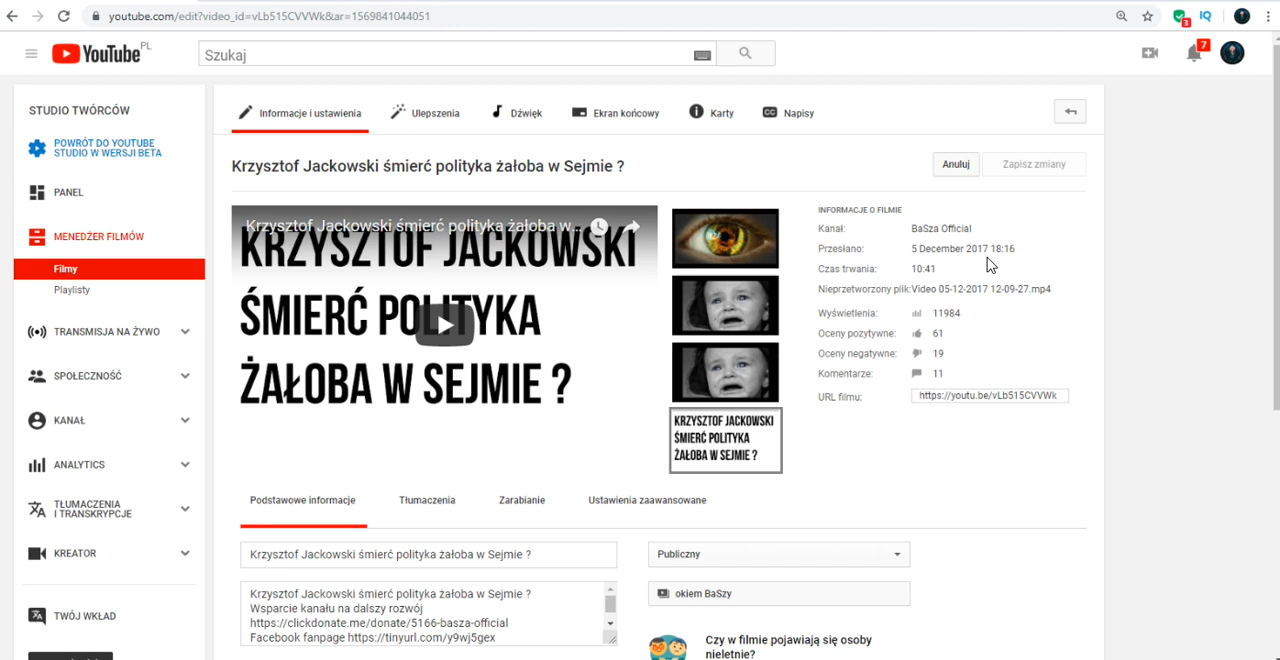 youtube.com/edit?video_id=vLb515CVVWk&ar=1569841044051
3
IQ
YouTube PL
Szukaj
7
STUDIO TWÓRCÓW
POWRÓT DO YOUTUBE
STUDIO W WERSJI BETA
PANEL
MENEDŻER FILMÓW
Filmy
Playlisty
TRANSMISJA NA ŻYWO
SPOŁECZNOŚĆ
KANAŁ
ANALYTICS
TŁUMACZENIA
I TRANSKRYPCJE
KREATOR
TWÓJ WKŁAD
Informacje i ustawienia
Ulepszenia
Dźwięk
Ekran końcowy
Karty
CC Napisy
Krzysztof Jackowski śmierć polityka żałoba w Sejmie ?
Anuluj
Zapisz zmiany
Krzysztof Jackowski śmierć polityka żałoba w...
KRZYSZTOF JACKOWSKI
ŚMIERĆ POLITYKA
ŻAŁOBA W SEJMIE ?
KRZYSZTOF JACKOWSKI
ŚMIERĆ POLITYKA
ŻAŁOBA W SEJMIE ?
INFORMACJE O FILMIE
Kanał: BaSza Official
Przesłano: 5 December 2017 18:16
Czas trwania: 10:41
Nieprzetworzony plik: Video 05-12-2017 12-09-27.mp4
Wyświetlenia: 11984
Oceny pozytywne: 61
Oceny negatywne: 19
Komentarze: 11
URL filmu: https://youtu.be/vLb515CVVWk
Podstawowe informacje
Tłumaczenia
Zarabianie
Ustawienia zaawansowane
Krzysztof Jackowski śmierć polityka żałoba w Sejmie ?
Publiczny
Krzysztof Jackowski śmierć polityka żałoba w Sejmie ?
Wsparcie kanału na dalszy rozwój
https://clickdonate.me/donate/5166-basza-official
Facebook fanpage https://tinyurl.com/y9wj5gex
okiem BaSzy
Czy w filmie pojawiają się osoby
nieletnie?